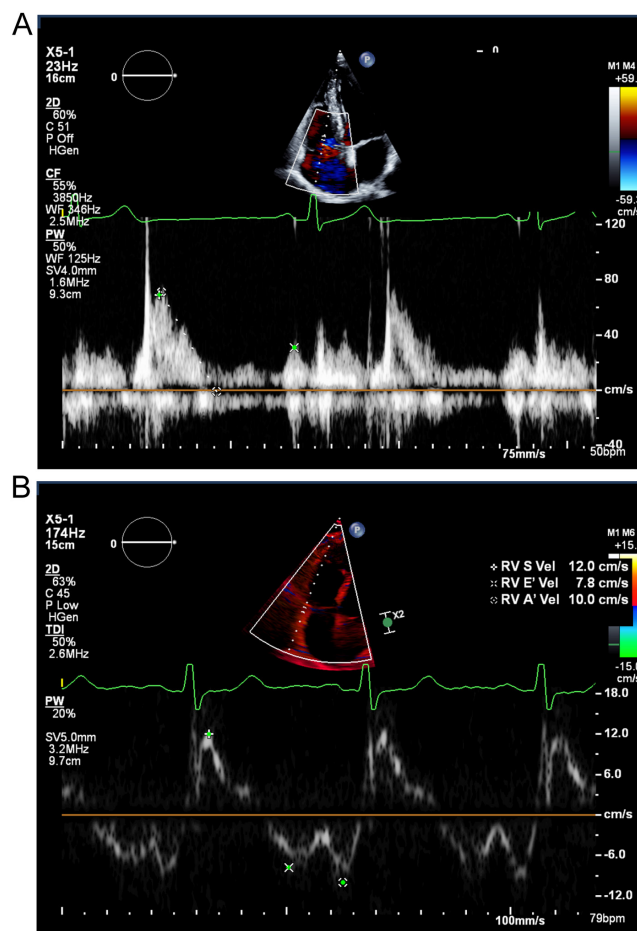 A
X5-1
23Hz
16cm
0
P
M1 M4
+59.
2D
60%
C 51
P Off
HGen
CF
55%
3850Hz
WF 346Hz
2.5MHz
-59.
cm/s
PW
50%
WF 125Hz
SV4.0mm
1.6MHz
9.3cm
120
80
40
cm/s
-40
75mm/s
50bpm
B
X5-1
174Hz
15cm
0
P
M1 M6
+15.
RV S Vel 12.0 cm/s
RV E' Vel 7.8 cm/s
RV A' Vel 10.0 cm/s
2D
63%
C 45
P Low
HGen
X2
TDI
50%
2.6MHz
-15.0
cm/s
PW
20%
SV5.0mm
3.2MHz
9.7cm
18.0
12.0
6.0
cm/s
-6.0
-12.0
100mm/s
79bpm